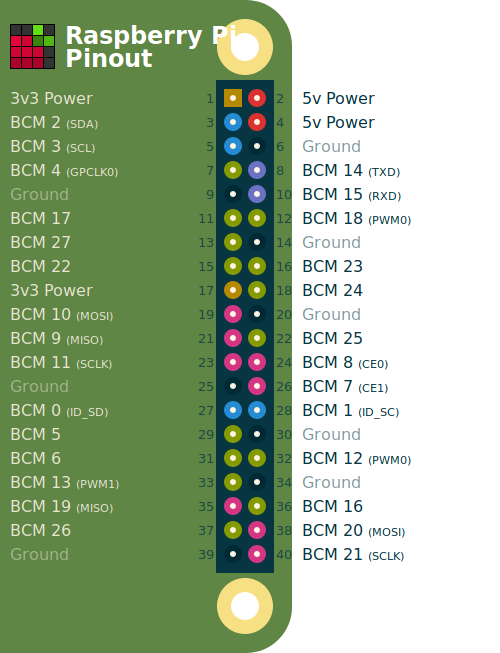 Raspberry Pi
Pinout
3v3 Power 1 2 5v Power
BCM 2 (SDA) 3 4 5v Power
BCM 3 (SCL) 5 6 Ground
BCM 4 (GPCLK0) 7 8 BCM 14 (TXD)
Ground 9 10 BCM 15 (RXD)
BCM 17 11 12 BCM 18 (PWM0)
BCM 27 13 14 Ground
BCM 22 15 16 BCM 23
3v3 Power 17 18 BCM 24
BCM 10 (MOSI) 19 20 Ground
BCM 9 (MISO) 21 22 BCM 25
BCM 11 (SCLK) 23 24 BCM 8 (CE0)
Ground 25 26 BCM 7 (CE1)
BCM 0 (ID_SD) 27 28 BCM 1 (ID_SC)
BCM 5 29 30 Ground
BCM 6 31 32 BCM 12 (PWM0)
BCM 13 (PWM1) 33 34 Ground
BCM 19 (MISO) 35 36 BCM 16
BCM 26 37 38 BCM 20 (MOSI)
Ground 39 40 BCM 21 (SCLK)